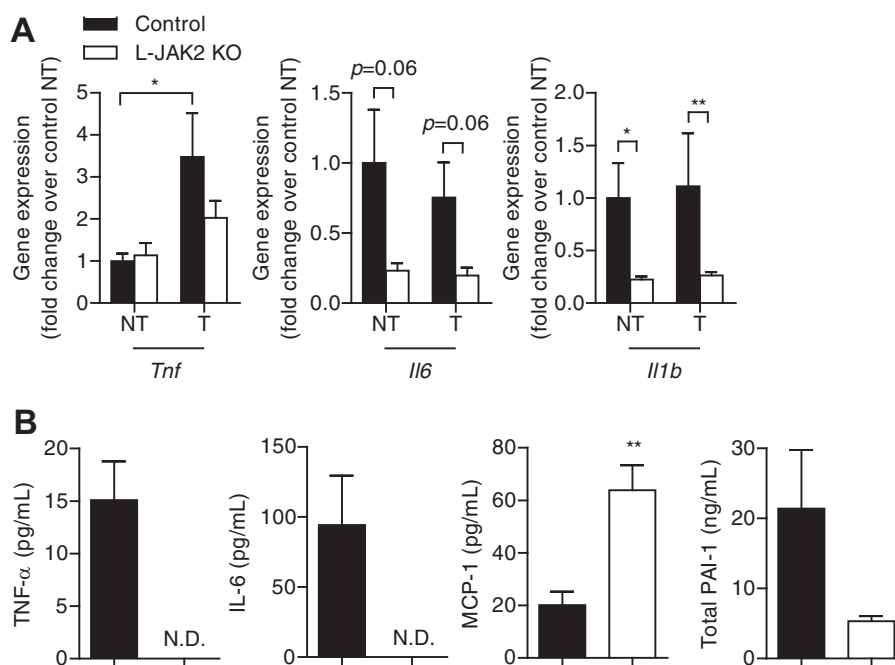 A
Control
L-JAK2 KO
Gene expression
(fold change over control NT)
5
4
3
2
1
0
*
NT
T
Tnf
Gene expression
(fold change over control NT)
1.5
1.0
0.5
0.0
p=0.06
p=0.06
NT
T
Il6
Gene expression
(fold change over control NT)
2.0
1.5
1.0
0.5
0.0
*
**
NT
T
Il1b
B
TNF-α (pg/mL)
20
15
10
5
0
N.D.
IL-6 (pg/mL)
150
100
50
0
N.D.
MCP-1 (pg/mL)
80
60
40
20
0
**
Total PAI-1 (ng/mL)
30
20
10
0